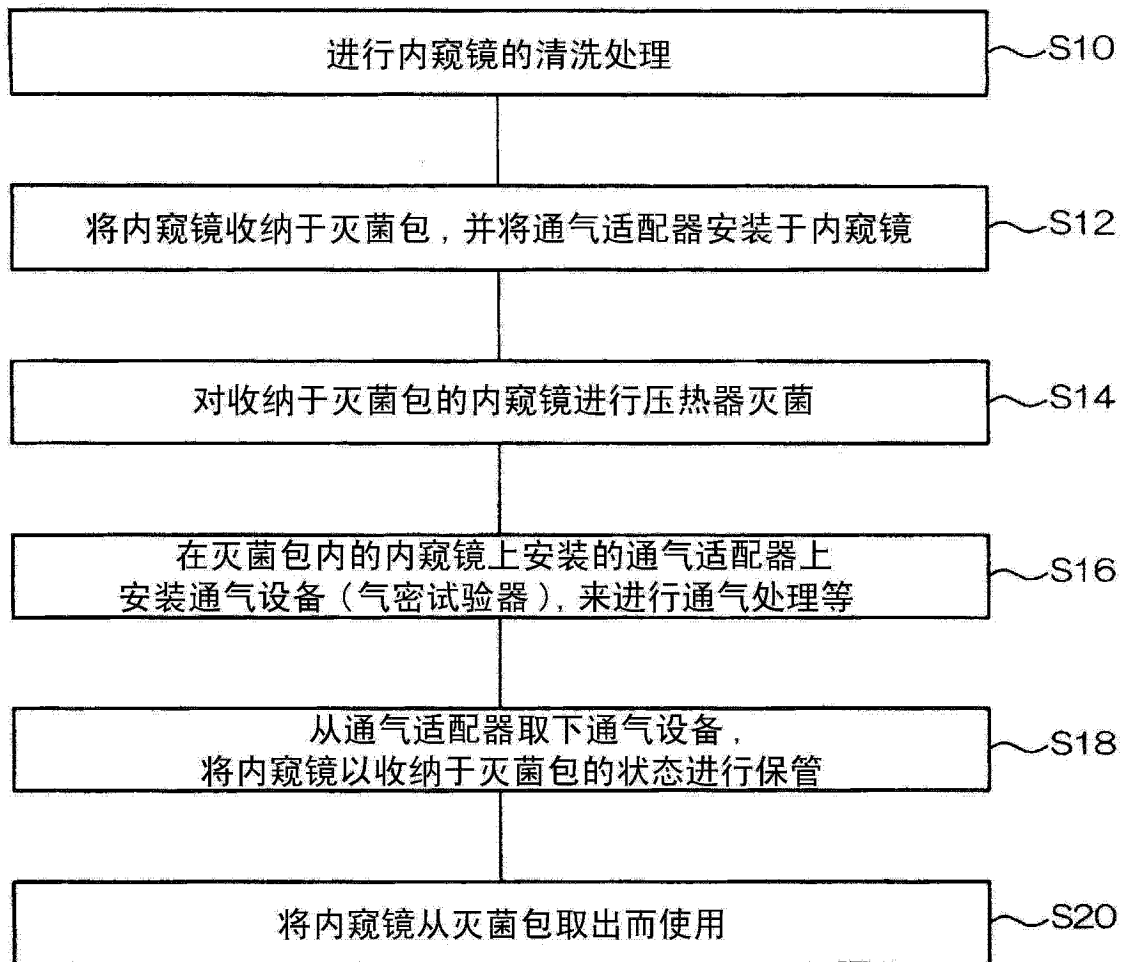 进行内窥镜的清洗处理
S10
将内窥镜收纳于灭菌包，并将通气适配器安装于内窥镜
S12
对收纳于灭菌包的内窥镜进行压热器灭菌
S14
在灭菌包内的内窥镜上安装的通气适配器上
安装通气设备（气密试验器），来进行通气处理等
S16
从通气适配器取下通气设备，
将内窥镜以收纳于灭菌包的状态进行保管
S18
将内窥镜从灭菌包取出而使用
S20